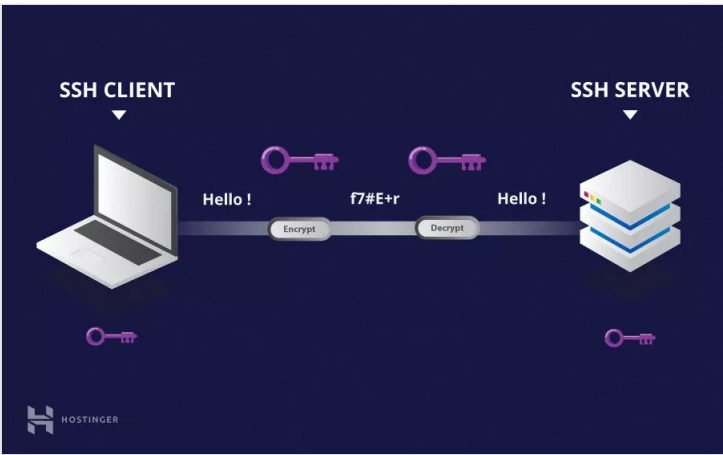 SSH CLIENT
SSH SERVER
Hello !
f7#E+r
Hello !
Encrypt
Decrypt
HOSTINGER